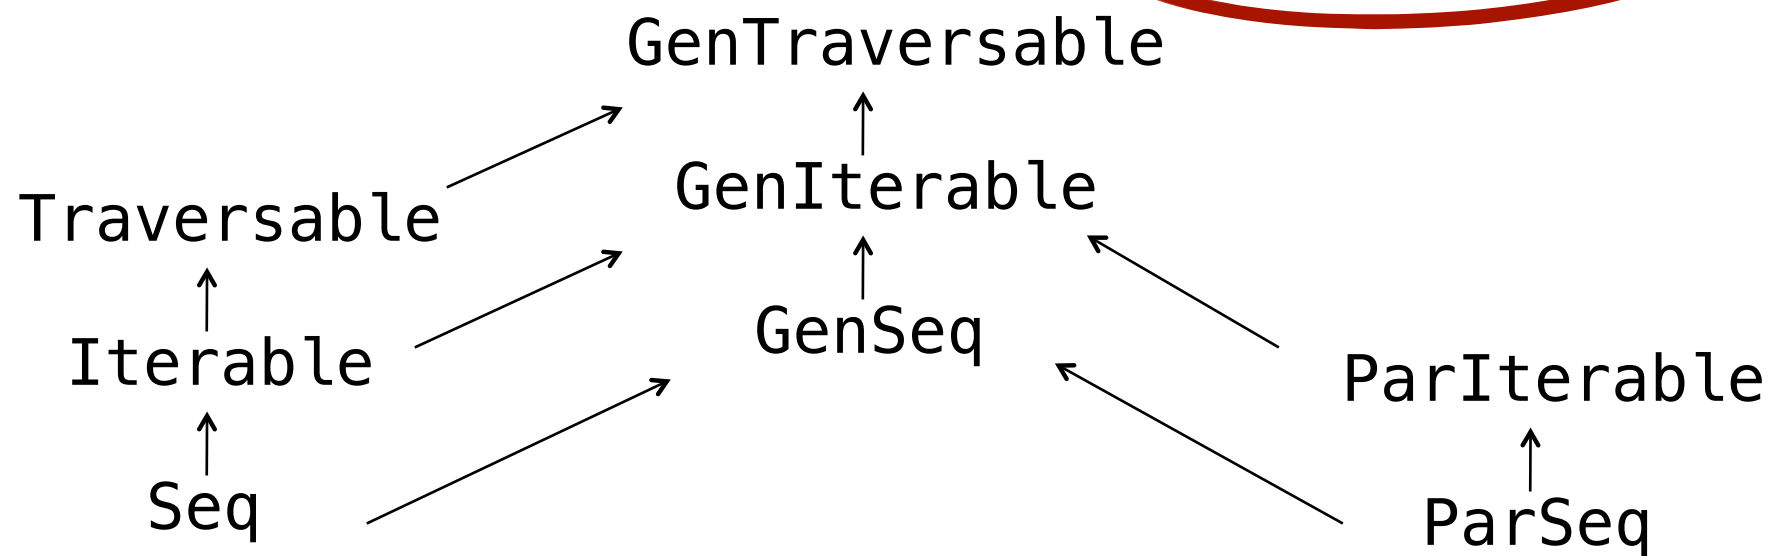 GenTraversable
GenIterable
Traversable
GenSeq
Iterable
ParIterable
Seq
ParSeq